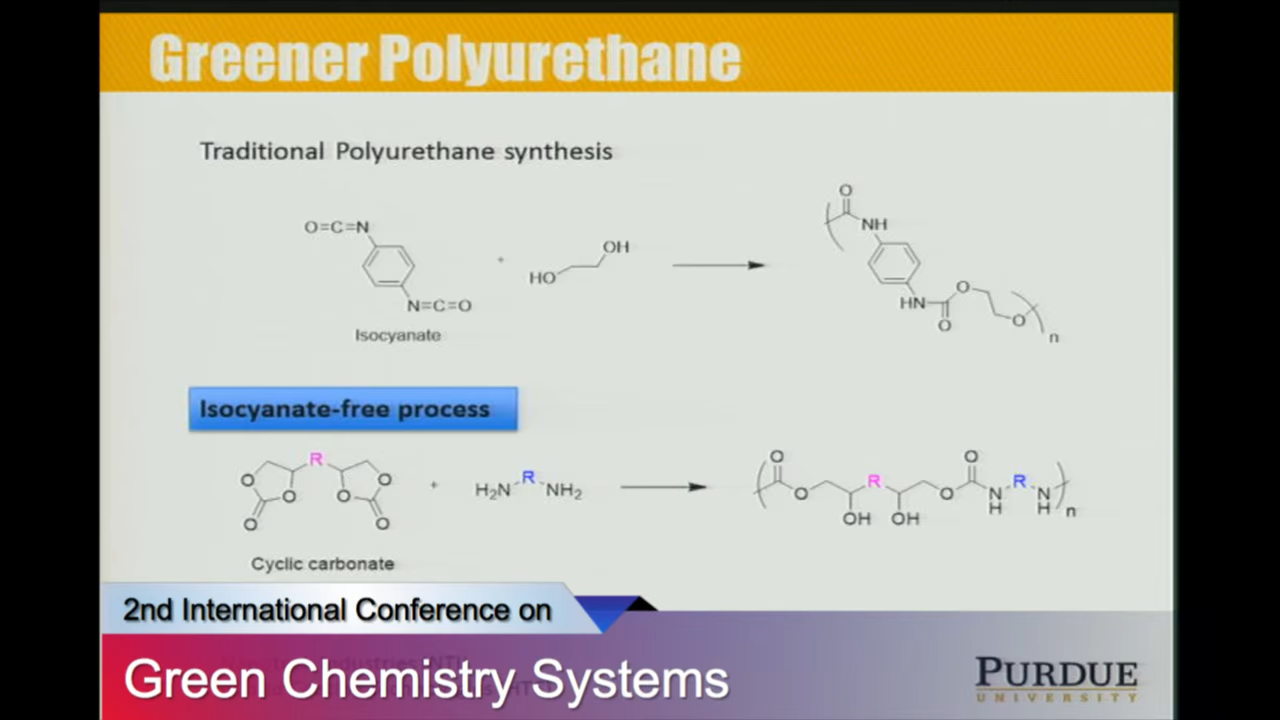 Greener Polyurethane
Traditional Polyurethane synthesis
O=C=N
N=C=O
Isocyanate
+
HO
OH
O
NH
HN
O
O
O
n
Isocyanate-free process
R
O
O
O
O
O
O
Cyclic carbonate
+
H₂N
R
NH₂
O
O
OH
R
OH
O
O
N
H
R
N
H
n
2nd International Conference on
Green Chemistry Systems
PURDUE
UNIVERSITY